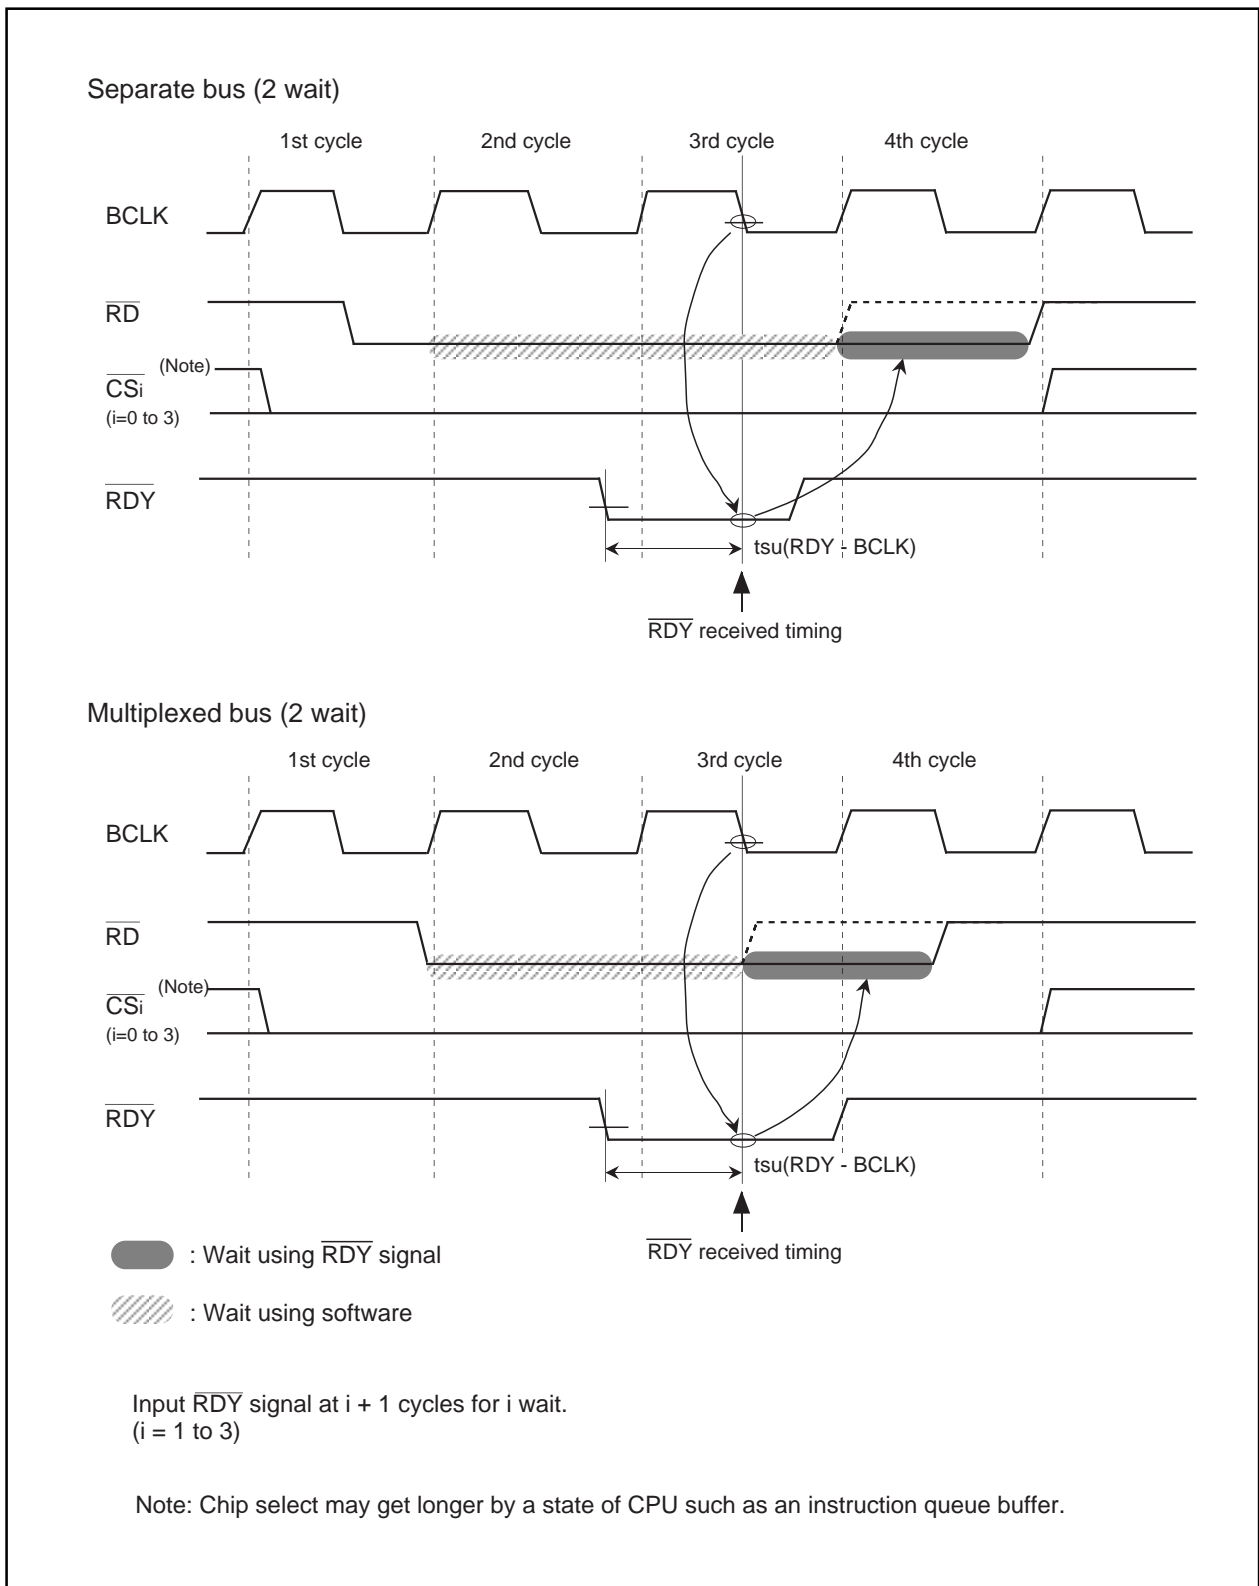 Separate bus (2 wait)
1st cycle 2nd cycle 3rd cycle 4th cycle
BCLK
RD
(Note)
CSi
(i=0 to 3)
RDY
tsu(RDY - BCLK)
RDY received timing
Multiplexed bus (2 wait)
1st cycle 2nd cycle 3rd cycle 4th cycle
BCLK
RD
(Note)
CSi
(i=0 to 3)
RDY
tsu(RDY - BCLK)
RDY received timing
: Wait using RDY signal
: Wait using software
Input RDY signal at i + 1 cycles for i wait.
(i = 1 to 3)
Note: Chip select may get longer by a state of CPU such as an instruction queue buffer.